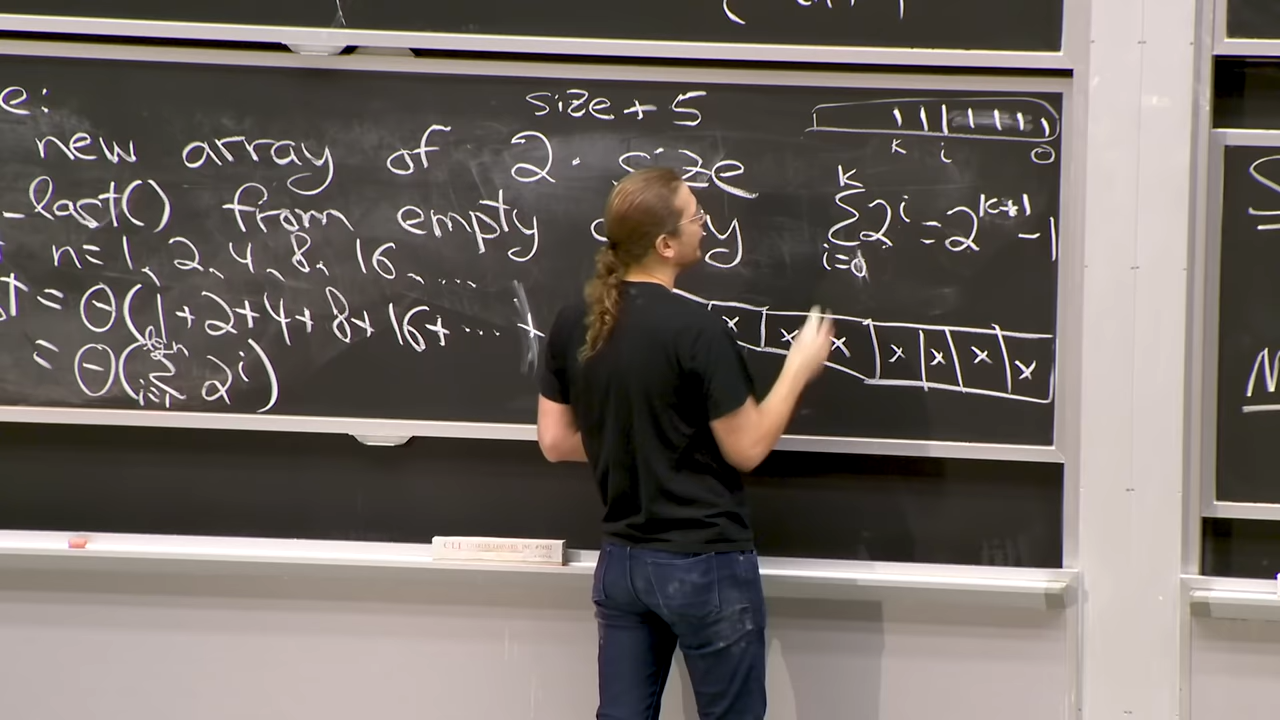 e:
size + 5
new array of 2 · size
_last() from empty
n = 1, 2, 4, 8, 16, ....
t = Θ(1 + 2 + 4 + 8 + 16 + ... +
= Θ(Σ 2^i)
i=1
K i 0
K
Σ 2^i = 2^(k+1) - 1
i=0
x x x x x x x
CLI